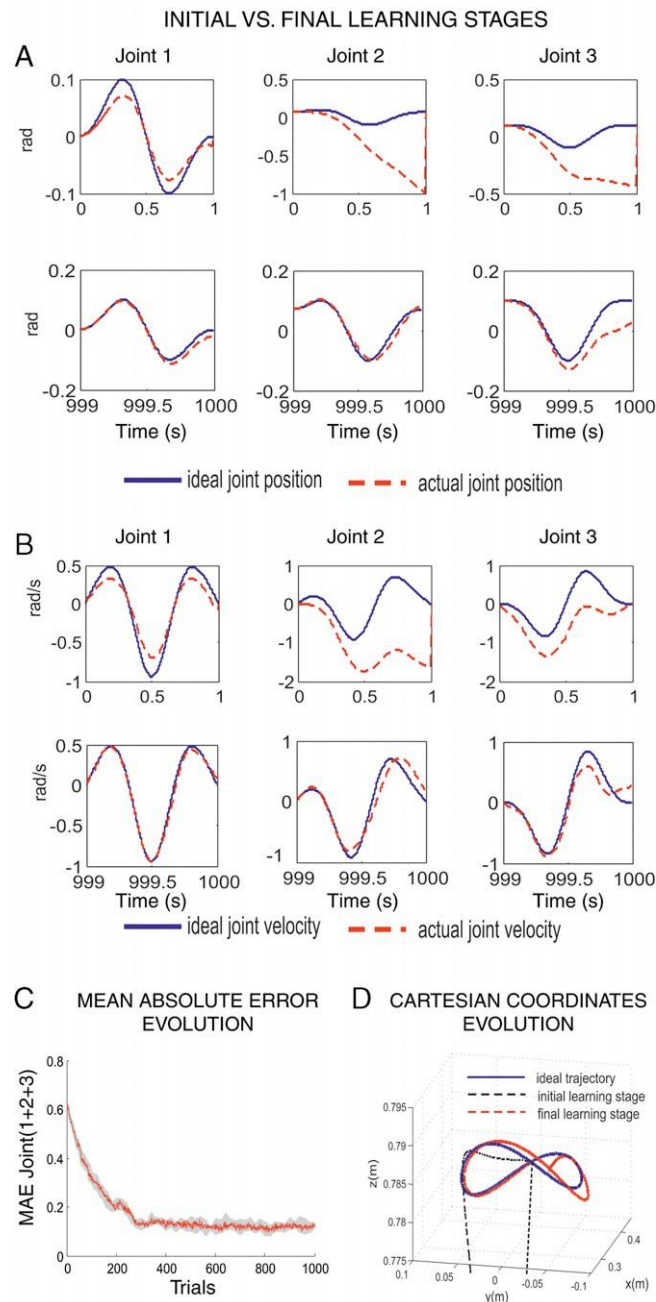 INITIAL VS. FINAL LEARNING STAGES
A
Joint 1
Joint 2
Joint 3
rad
0.1
0
-0.1
0
0.5
1
0.5
0
-0.5
-1
0
0.5
1
0.5
0
-0.5
0
0.5
1
rad
0.2
0
-0.2
999
999.5
1000
Time (s)
0.2
0
0.2
999
999.5
1000
Time (s)
0.2
0
-0.2
999
999.5
1000
Time (s)
ideal joint position
actual joint position
B
Joint 1
Joint 2
Joint 3
rad/s
0.5
0
-0.5
-1
0
0.5
1
1
0
-1
-2
0
0.5
1
1
0
-1
-2
0
0.5
1
rad/s
0.5
0
-0.5
-1
999
999.5
1000
Time (s)
1
0
-1
999
999.5
1000
Time (s)
1
0
-1
999
999.5
1000
Time (s)
ideal joint velocity
actual joint velocity
C
MEAN ABSOLUTE ERROR
EVOLUTION
MAE Joint(1+2+3)
0.8
0.6
0.4
0.2
0
0
200
400
600
800
1000
Trials
D
CARTESIAN COORDINATES
EVOLUTION
ideal trajectory
initial learning stage
final learning stage
z(m)
0.795
0.79
0.785
0.78
0.775
0.1
0.05
0
-0.05
-0.1
y(m)
0.3
0.4
x(m)